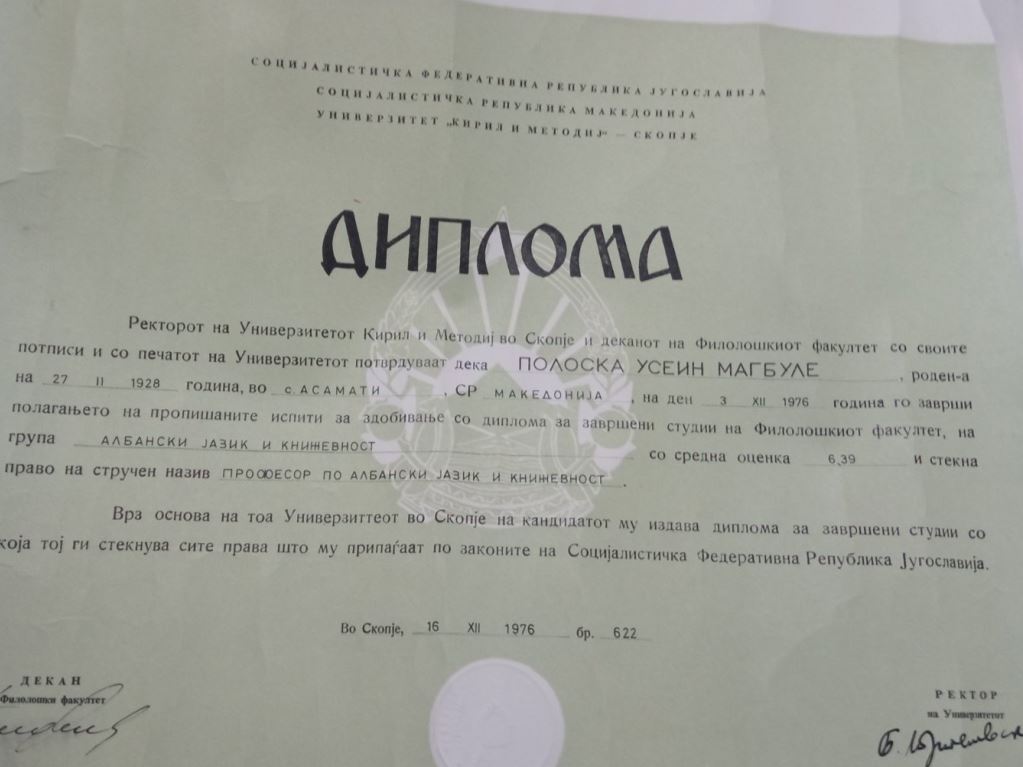 СОЦИЈАЛИСТИЧКА ФЕДЕРАТИВНА РЕПУБЛИКА ЈУГОСЛАВИЈА
СОЦИЈАЛИСТИЧКА РЕПУБЛИКА МАКЕДОНИЈА
УНИВЕРЗИТЕТ „КИРИЛ И МЕТОДИЈ" — СКОПЈЕ
ДИПЛОМА
Ректорот на Универзитетот Кирил и Методиј во Скопје и деканот на Филолошкиот факултет со своите
потписи и со печатот на Универзитетот потврдуваат дека ПОЛОСКА УСЕИН МАГБУЛЕ, роден-а
на 27 II 1928 година, во с. АСАМАТИ, СР МАКЕДОНИЈА, на ден 3 XII 1976 година го заврши
полагањето на пропишаните испити за здобивање со диплома за завршени студии на Филолошкиот факултет, на
група АЛБАНСКИ ЈАЗИК И КНИЖЕВНОСТ со средна оценка 6,39 и стекна
право на стручен назив ПРОФЕСОР ПО АЛБАНСКИ ЈАЗИК И КНИЖЕВНОСТ.
Врз основа на тоа Универзиттеот во Скопје на кандидатот му издава диплома за завршени студии со
која тој ги стекнува сите права што му припаѓаат по законите на Социјалистичка Федеративна Република Југославија.
Во Скопје, 16 XII 1976 бр. 622
ДЕКАН
Филолошки факултет
РЕКТОР
на Универзитетот